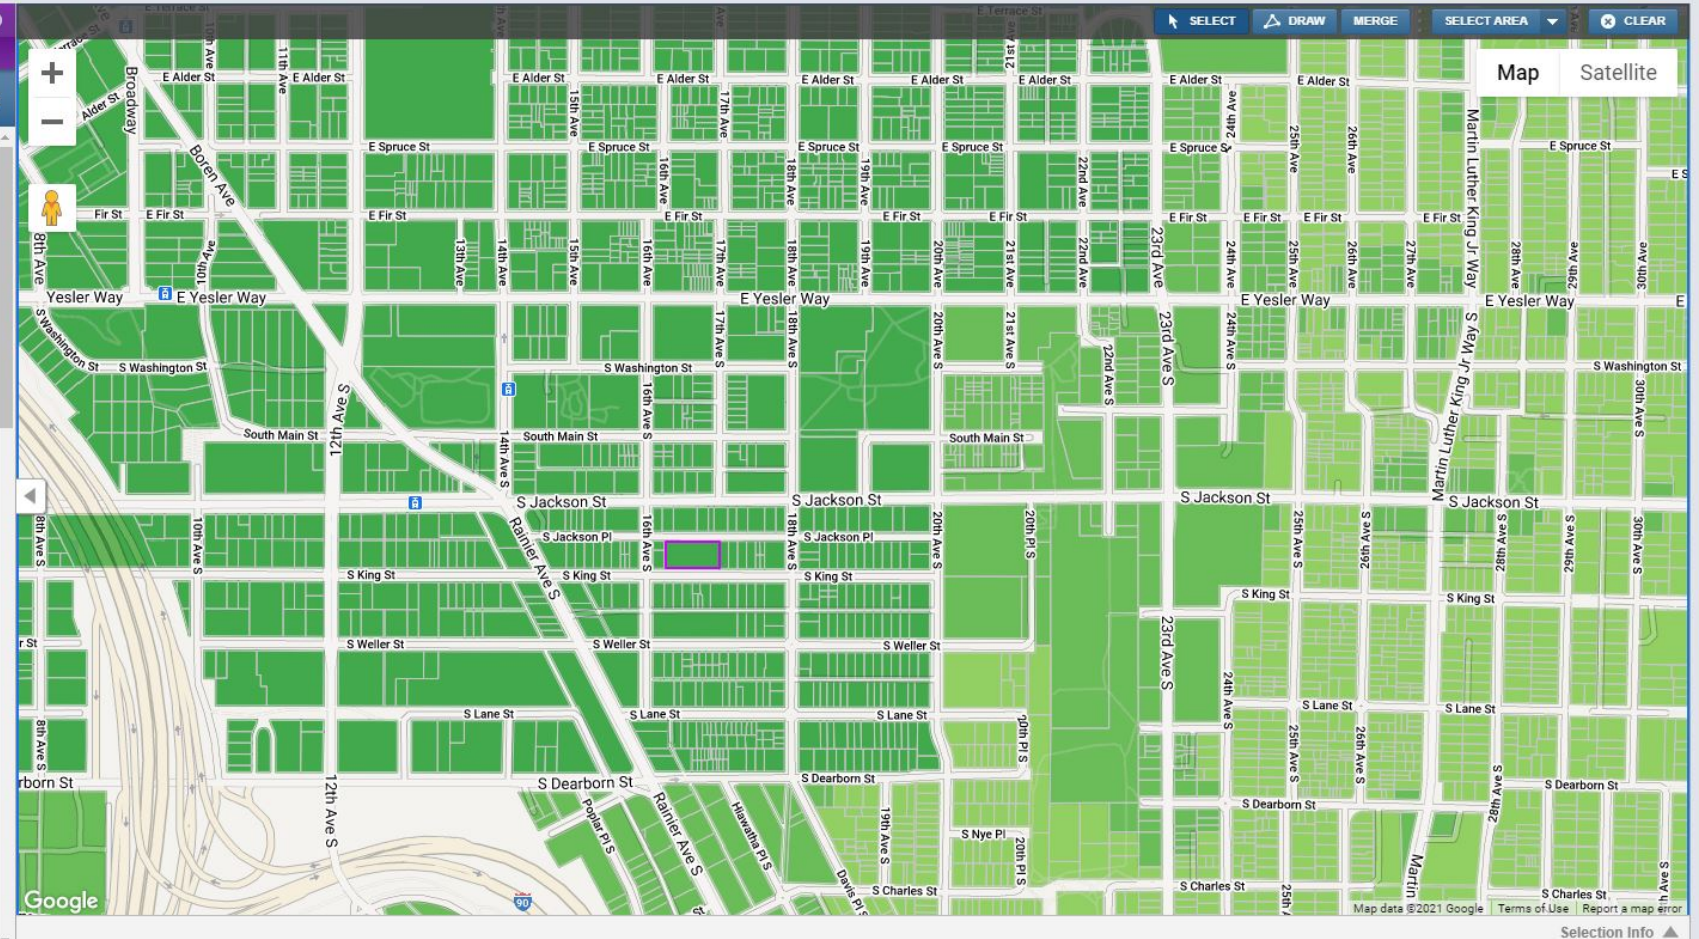 SELECT
DRAW
MERGE
SELECT AREA
CLEAR
Map
Satellite
E Terrace St
E Terrace St
E Alder St
E Alder St
E Alder St
E Alder St
E Alder St
E Alder St
E Alder St
E Alder St
E Alder St
Alder St
Broadway
10th Ave
11th Ave
15th Ave
17th Ave
21st Ave
24th Ave
25th Ave
26th Ave
Martin Luther King Jr Way
Boren Ave
E Spruce St
E Spruce St
E Spruce St
E Spruce St
E Spruce St
E Spruce St
16th Ave
18th Ave
19th Ave
22nd Ave
Fir St
E Fir St
E Fir St
E Fir St
E Fir St
E Fir St
E Fir St
E Fir St
E Fir St
E Fir St
8th Ave
10th Ave
13th Ave
14th Ave
15th Ave
16th Ave
17th Ave
18th Ave
19th Ave
20th Ave
21st Ave
22nd Ave
23rd Ave
24th Ave
25th Ave
26th Ave
27th Ave
28th Ave
29th Ave
30th Ave
Yesler Way
E Yesler Way
E Yesler Way
E Yesler Way
E Yesler Way
S Washington St
S Washington St
S Washington St
S Washington St
17th Ave S
18th Ave S
20th Ave S
21st Ave S
22nd Ave S
23rd Ave S
24th Ave S
Martin Luther King Jr Way S
30th Ave S
12th Ave S
16th Ave S
14th Ave S
South Main St
South Main St
South Main St
S Jackson St
S Jackson St
S Jackson St
S Jackson St
8th Ave S
10th Ave S
Rainier Ave S
16th Ave S
18th Ave S
20th Ave S
20th Pl S
25th Ave S
26th Ave S
28th Ave S
29th Ave S
30th Ave S
S Jackson Pl
S Jackson Pl
S King St
S King St
S King St
S King St
S King St
r St
S Weller St
S Weller St
S Weller St
23rd Ave S
24th Ave S
S Lane St
S Lane St
S Lane St
S Lane St
S Lane St
8th Ave S
20th Pl S
25th Ave S
26th Ave S
28th Ave S
rborn St
S Dearborn St
S Dearborn St
S Dearborn St
S Dearborn St
12th Ave S
Poplar Pl S
Rainier Ave S
Hiawatha Pl S
Davis Pl S
19th Ave S
S Nye Pl
20th Pl S
S Charles St
S Charles St
S Charles St
Martin
90
Google
Map data ©2021 Google
Terms of Use
Report a map error
Selection Info